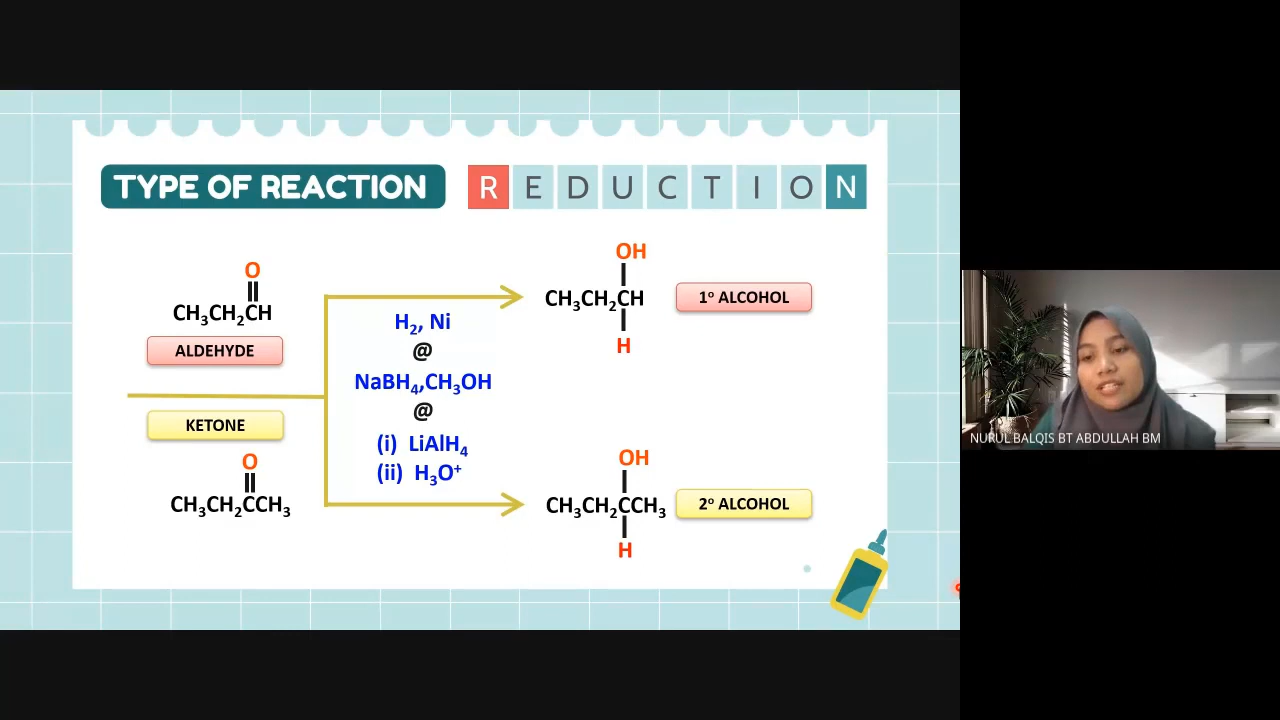 TYPE OF REACTION
REDUCTION
O
CH₃CH₂CH
ALDEHYDE
KETONE
O
CH₃CH₂CCH₃
H₂, Ni
@
NaBH₄,CH₃OH
@
(i) LiAlH₄
(ii) H₃O⁺
OH
CH₃CH₂CH
H
1° ALCOHOL
OH
CH₃CH₂CCH₃
H
2° ALCOHOL
NURUL BALQIS BT ABDULLAH BM